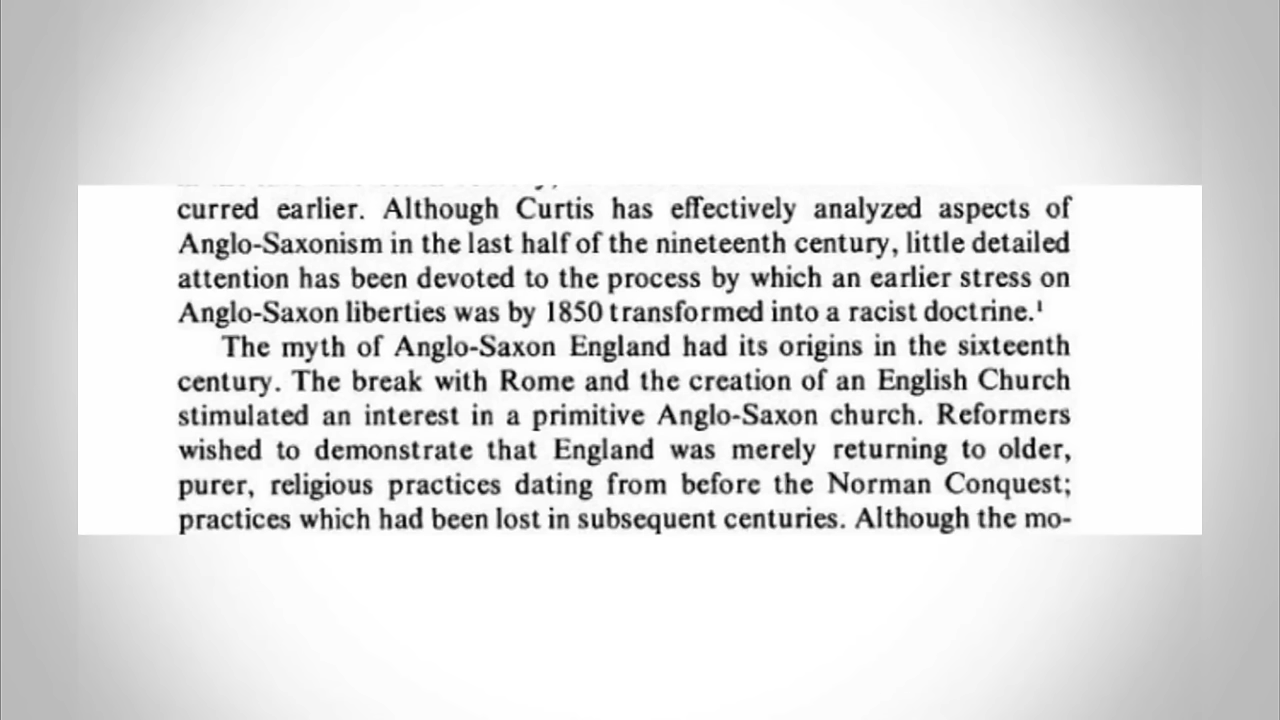 curred earlier. Although Curtis has effectively analyzed aspects of
Anglo-Saxonism in the last half of the nineteenth century, little detailed
attention has been devoted to the process by which an earlier stress on
Anglo-Saxon liberties was by 1850 transformed into a racist doctrine.¹
The myth of Anglo-Saxon England had its origins in the sixteenth
century. The break with Rome and the creation of an English Church
stimulated an interest in a primitive Anglo-Saxon church. Reformers
wished to demonstrate that England was merely returning to older,
purer, religious practices dating from before the Norman Conquest;
practices which had been lost in subsequent centuries. Although the mo-